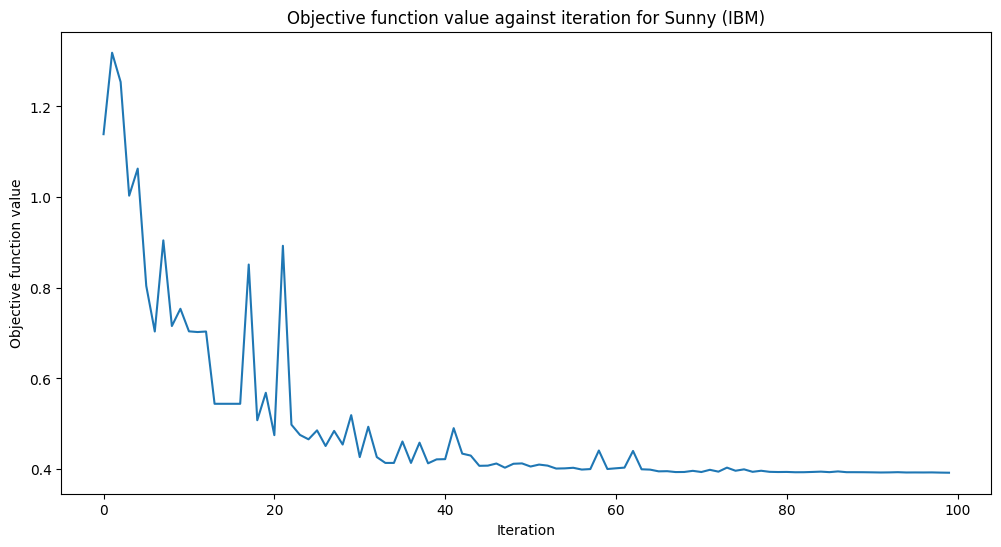 Objective function value against iteration for Sunny (IBM)
Objective function value
1.2
1.0
0.8
0.6
0.4
0 20 40 60 80 100
Iteration